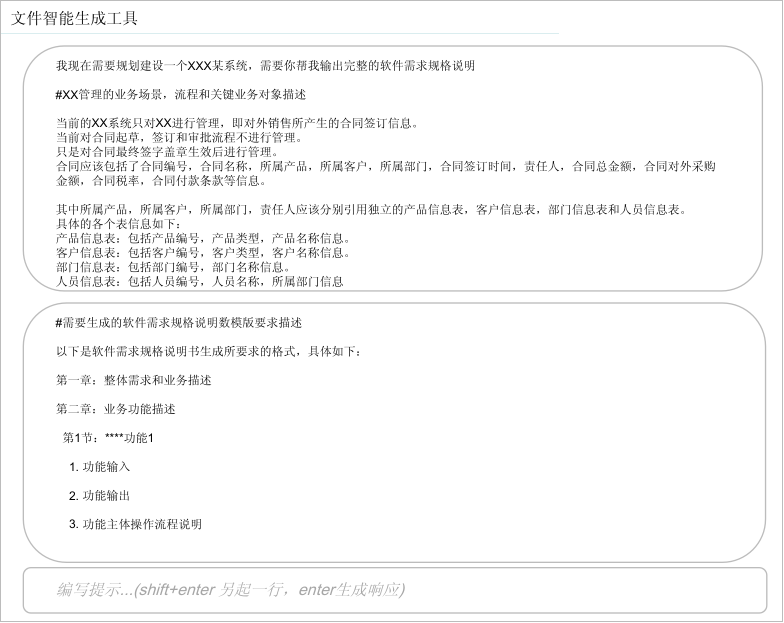 文件智能生成工具
我现在需要规划建设一个XXX某系统，需要你帮我输出完整的软件需求规格说明
#XX管理的业务场景，流程和关键业务对象描述
当前的XX系统只对XX进行管理，即对外销售所产生的合同签订信息。
当前对合同起草，签订和审批流程不进行管理。
只是对合同最终签字盖章生效后进行管理。
合同应该包括了合同编号，合同名称，所属产品，所属客户，所属部门，合同签订时间，责任人，合同总金额，合同对外采购
金额，合同税率，合同付款条款等信息。
其中所属产品，所属客户，所属部门，责任人应该分别引用独立的产品信息表，客户信息表，部门信息表和人员信息表。
具体的各个表信息如下：
产品信息表：包括产品编号，产品类型，产品名称信息。
客户信息表：包括客户编号，客户类型，客户名称信息。
部门信息表：包括部门编号，部门名称信息。
人员信息表：包括人员编号，人员名称，所属部门信息
#需要生成的软件需求规格说明数模版要求描述
以下是软件需求规格说明书生成所要求的格式，具体如下：
第一章：整体需求和业务描述
第二章：业务功能描述
第1节：****功能1
1. 功能输入
2. 功能输出
3. 功能主体操作流程说明
编写提示...(shift+enter 另起一行，enter生成响应)